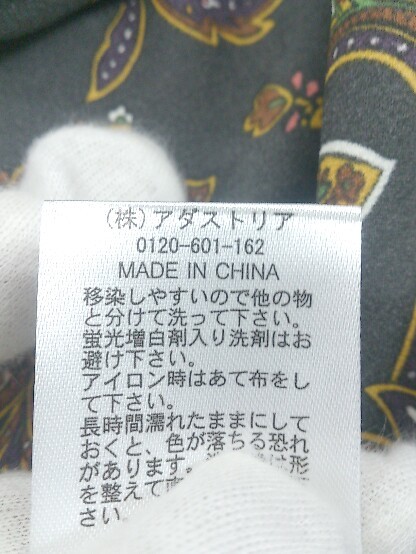 (株)アダストリア
0120-601-162
MADE IN CHINA
移染しやすいので他の物
と分けて洗って下さい。
蛍光増白剤入り洗剤はお
避け下さい。
アイロン時はあて布をし
て下さい。
長時間濡れたままにして
おくと、色が落ちる恐れ
があります。は形
を整えて
さい